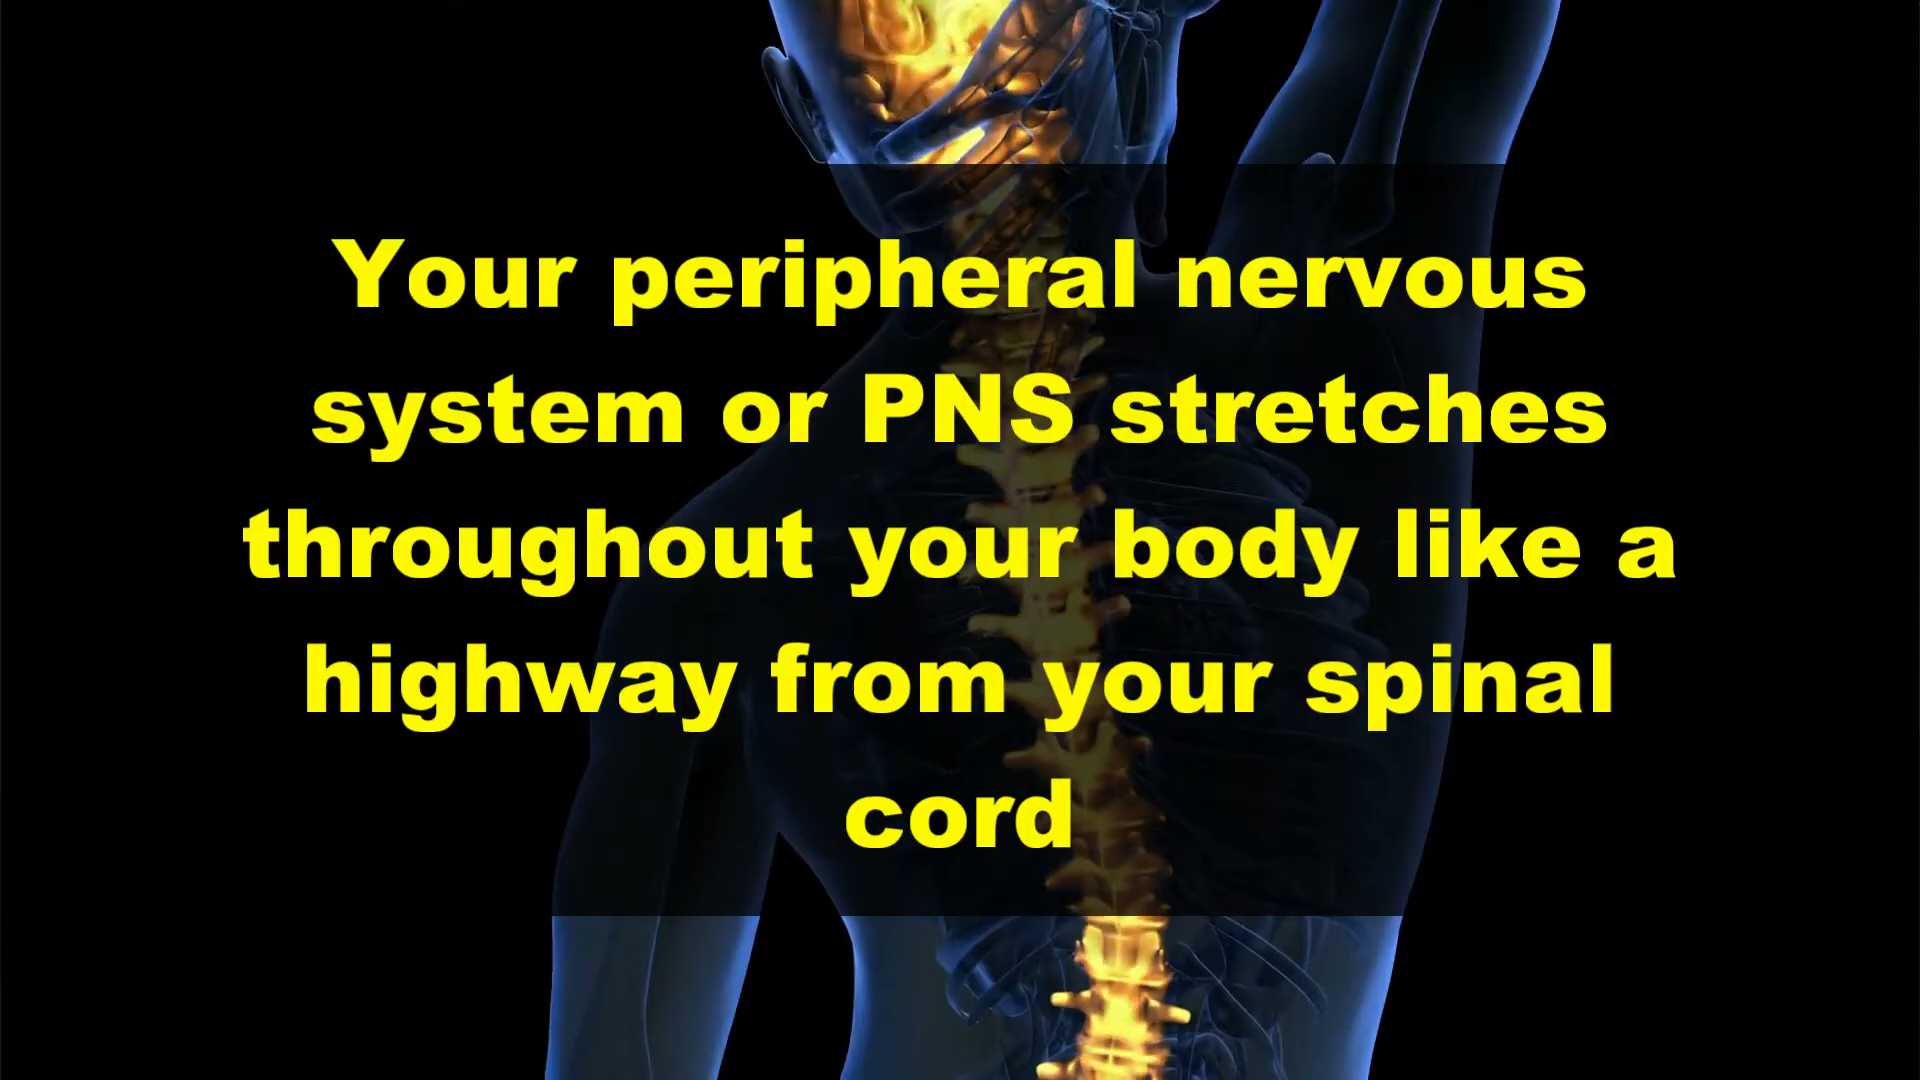 Your peripheral nervous
system or PNS stretches
throughout your body like a
highway from your spinal
cord